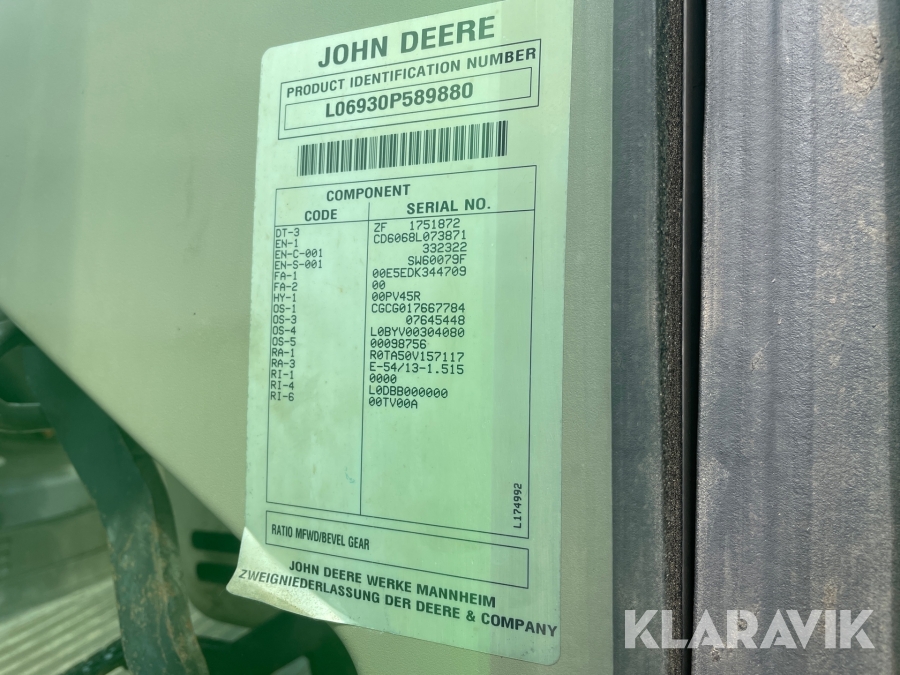 JOHN DEERE
PRODUCT IDENTIFICATION NUMBER
L06930P589880
COMPONENT
CODE SERIAL NO.
DT-3 ZF 1751872
EN-1 CD6068L073871
EN-C-001 332322
EN-S-001 SW60079F
FA-1 00E5EDK344709
FA-2 00
HY-1 00PV45R
OS-1 CGCG017667784
OS-3 07645448
OS-4 L0BYV00304080
OS-5 00098756
RA-1 R0TA50V157117
RA-3 E-54/13-1.515
RI-1 0000
RI-4 L0DBB000000
RI-6 00TV00A
L174992
RATIO MFWD/BEVEL GEAR
JOHN DEERE WERKE MANNHEIM
ZWEIGNIEDERLASSUNG DER DEERE & COMPANY
KLARAVIK